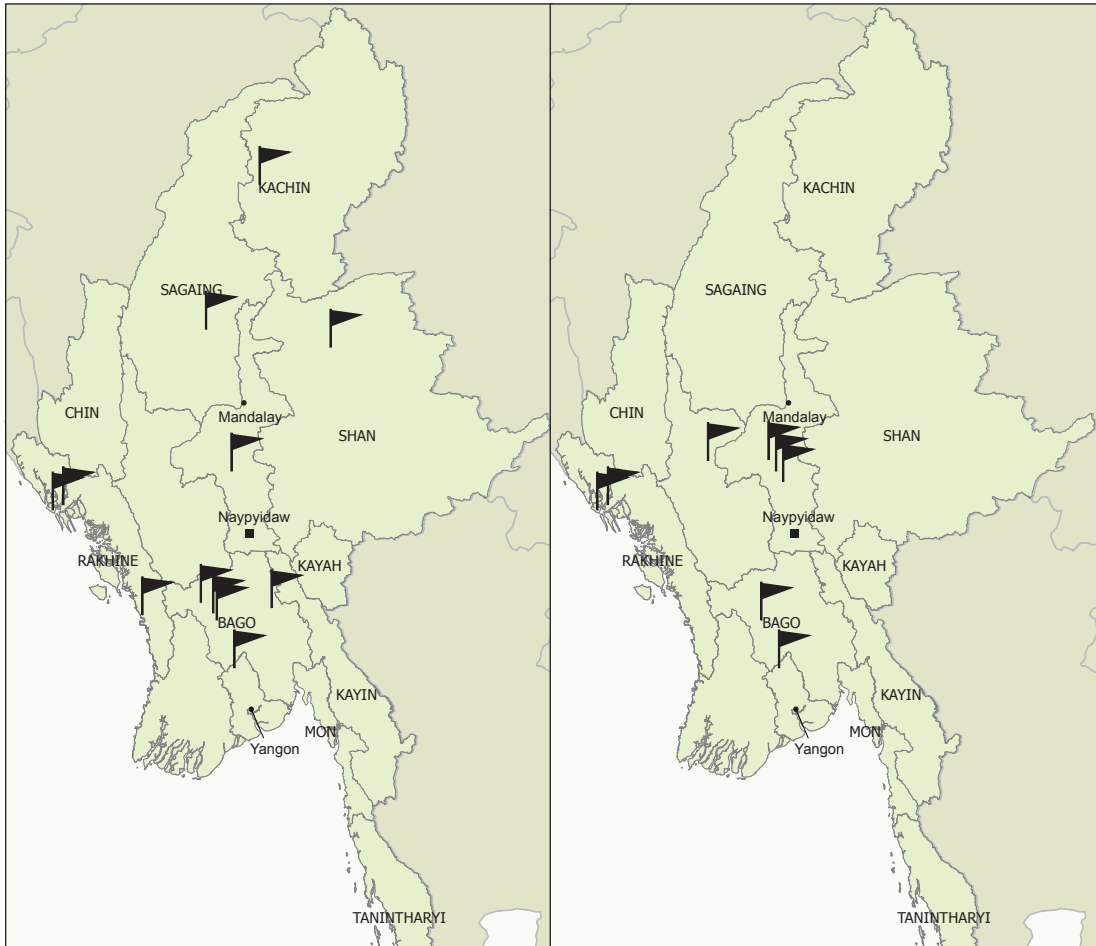 KACHIN
SAGAING
CHIN
Mandalay
SHAN
Naypyidaw
RAKHINE
KAYAH
BAGO
KAYIN
MON
Yangon
TANINTHARYI
KACHIN
SAGAING
CHIN
Mandalay
SHAN
Naypyidaw
RAKHINE
KAYAH
BAGO
KAYIN
MON
Yangon
TANINTHARYI